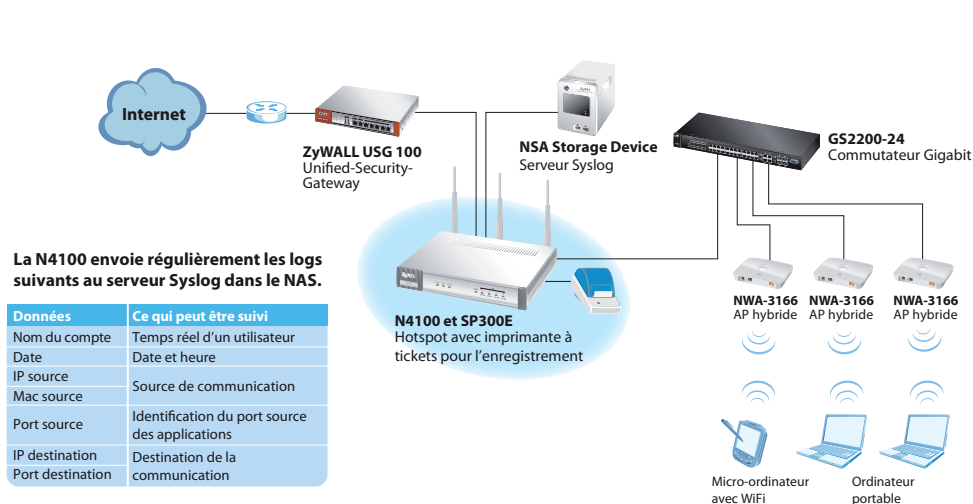 Internet
ZyWALL USG 100
Unified-Security-
Gateway
NSA Storage Device
Serveur Syslog
GS2200-24
Commutateur Gigabit
La N4100 envoie régulièrement les logs
suivants au serveur Syslog dans le NAS.
Données Ce qui peut être suivi
Nom du compte Temps réel d'un utilisateur
Date Date et heure
IP source
Mac source
Source de communication
Port source
Identification du port source
des applications
IP destination
Port destination
Destination de la
communication
ZyXEL
N4100 et SP300E
Hotspot avec imprimante à
tickets pour l'enregistrement
NWA-3166
AP hybride
NWA-3166
AP hybride
NWA-3166
AP hybride
Micro-ordinateur
avec WiFi
Ordinateur
portable